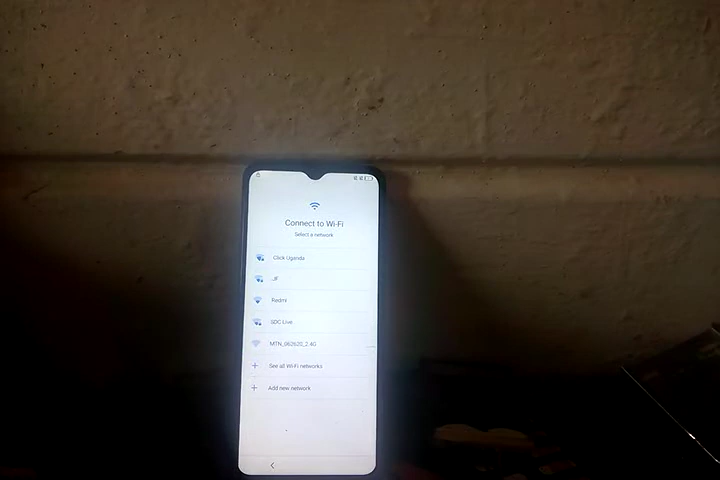 Connect to Wi-Fi
Select a network
Click Uganda
Redmi
SDC Live
MTN_062620_2.4G
See all Wi-Fi networks
Add new network